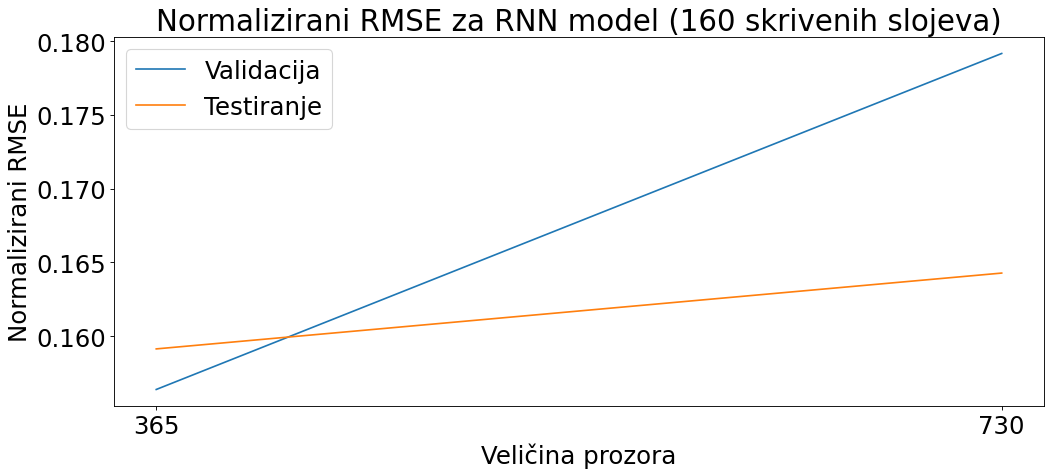 Normalizirani RMSE za RNN model (160 skrivenih slojeva)
Validacija
Testiranje
Normalizirani RMSE
0.180
0.175
0.170
0.165
0.160
365
730
Veličina prozora